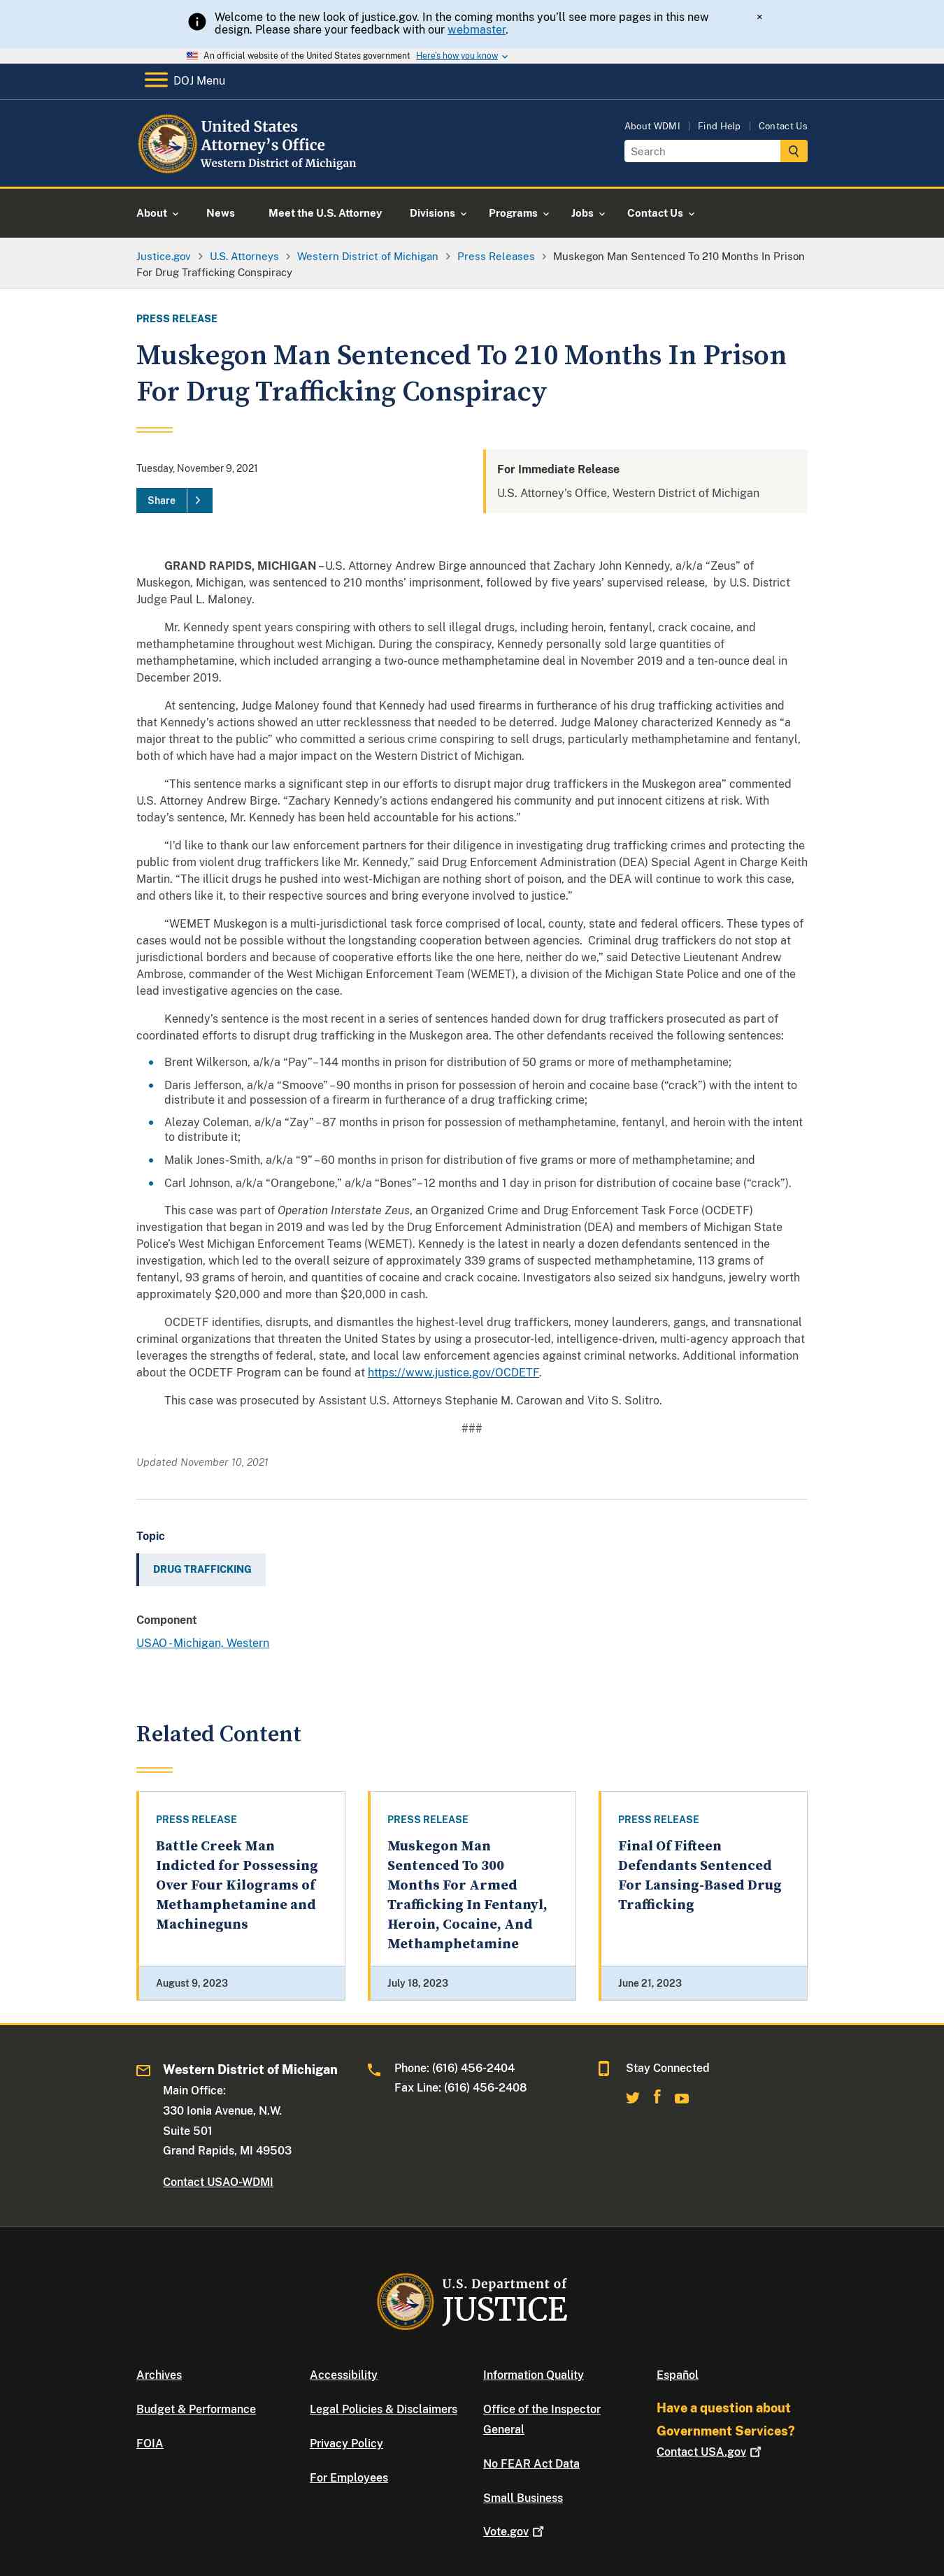 Welcome to the new look of justice.gov. In the coming months you'll see more pages in this new
design. Please share your feedback with our webmaster.
×
An official website of the United States government Here's how you know
DOJ Menu
United States
Attorney's Office
Western District of Michigan
About WDMI | Find Help | Contact Us
Search
About
News
Meet the U.S. Attorney
Divisions
Programs
Jobs
Contact Us
Justice.gov > U.S. Attorneys > Western District of Michigan > Press Releases > Muskegon Man Sentenced To 210 Months In Prison
For Drug Trafficking Conspiracy
PRESS RELEASE
Muskegon Man Sentenced To 210 Months In Prison
For Drug Trafficking Conspiracy
Tuesday, November 9, 2021
Share >
For Immediate Release
U.S. Attorney's Office, Western District of Michigan
GRAND RAPIDS, MICHIGAN – U.S. Attorney Andrew Birge announced that Zachary John Kennedy, a/k/a “Zeus” of
Muskegon, Michigan, was sentenced to 210 months’ imprisonment, followed by five years’ supervised release, by U.S. District
Judge Paul L. Maloney.
Mr. Kennedy spent years conspiring with others to sell illegal drugs, including heroin, fentanyl, crack cocaine, and
methamphetamine throughout west Michigan. During the conspiracy, Kennedy personally sold large quantities of
methamphetamine, which included arranging a two-ounce methamphetamine deal in November 2019 and a ten-ounce deal in
December 2019.
At sentencing, Judge Maloney found that Kennedy had used firearms in furtherance of his drug trafficking activities and
that Kennedy’s actions showed an utter recklessness that needed to be deterred. Judge Maloney characterized Kennedy as “a
major threat to the public” who committed a serious crime conspiring to sell drugs, particularly methamphetamine and fentanyl,
both of which have had a major impact on the Western District of Michigan.
“This sentence marks a significant step in our efforts to disrupt major drug traffickers in the Muskegon area” commented
U.S. Attorney Andrew Birge. “Zachary Kennedy’s actions endangered his community and put innocent citizens at risk. With
today’s sentence, Mr. Kennedy has been held accountable for his actions.”
“I’d like to thank our law enforcement partners for their diligence in investigating drug trafficking crimes and protecting the
public from violent drug traffickers like Mr. Kennedy,” said Drug Enforcement Administration (DEA) Special Agent in Charge Keith
Martin. “The illicit drugs he pushed into west-Michigan are nothing short of poison, and the DEA will continue to work this case,
and others like it, to their respective sources and bring everyone involved to justice.”
“WEMET Muskegon is a multi-jurisdictional task force comprised of local, county, state and federal officers. These types of
cases would not be possible without the longstanding cooperation between agencies. Criminal drug traffickers do not stop at
jurisdictional borders and because of cooperative efforts like the one here, neither do we,” said Detective Lieutenant Andrew
Ambrose, commander of the West Michigan Enforcement Team (WEMET), a division of the Michigan State Police and one of the
lead investigative agencies on the case.
Kennedy’s sentence is the most recent in a series of sentences handed down for drug traffickers prosecuted as part of
coordinated efforts to disrupt drug trafficking in the Muskegon area. The other defendants received the following sentences:
• Brent Wilkerson, a/k/a “Pay” – 144 months in prison for distribution of 50 grams or more of methamphetamine;
• Daris Jefferson, a/k/a “Smoove” – 90 months in prison for possession of heroin and cocaine base (“crack”) with the intent to
distribute it and possession of a firearm in furtherance of a drug trafficking crime;
• Alezay Coleman, a/k/a “Zay” – 87 months in prison for possession of methamphetamine, fentanyl, and heroin with the intent
to distribute it;
• Malik Jones-Smith, a/k/a “9” – 60 months in prison for distribution of five grams or more of methamphetamine; and
• Carl Johnson, a/k/a “Orangebone,” a/k/a “Bones” – 12 months and 1 day in prison for distribution of cocaine base (“crack”).
This case was part of Operation Interstate Zeus, an Organized Crime and Drug Enforcement Task Force (OCDETF)
investigation that began in 2019 and was led by the Drug Enforcement Administration (DEA) and members of Michigan State
Police’s West Michigan Enforcement Teams (WEMET). Kennedy is the latest in nearly a dozen defendants sentenced in the
investigation, which led to the overall seizure of approximately 339 grams of suspected methamphetamine, 113 grams of
fentanyl, 93 grams of heroin, and quantities of cocaine and crack cocaine. Investigators also seized six handguns, jewelry worth
approximately $20,000 and more than $20,000 in cash.
OCDETF identifies, disrupts, and dismantles the highest-level drug traffickers, money launderers, gangs, and transnational
criminal organizations that threaten the United States by using a prosecutor-led, intelligence-driven, multi-agency approach that
leverages the strengths of federal, state, and local law enforcement agencies against criminal networks. Additional information
about the OCDETF Program can be found at https://www.justice.gov/OCDETF.
This case was prosecuted by Assistant U.S. Attorneys Stephanie M. Carowan and Vito S. Solitro.
###
Updated November 10, 2021
Topic
DRUG TRAFFICKING
Component
USAO - Michigan, Western
Related Content
PRESS RELEASE
Battle Creek Man
Indicted for Possessing
Over Four Kilograms of
Methamphetamine and
Machineguns
August 9, 2023
PRESS RELEASE
Muskegon Man
Sentenced To 300
Months For Armed
Trafficking In Fentanyl,
Heroin, Cocaine, And
Methamphetamine
July 18, 2023
PRESS RELEASE
Final Of Fifteen
Defendants Sentenced
For Lansing-Based Drug
Trafficking
June 21, 2023
Western District of Michigan
Main Office:
330 Ionia Avenue, N.W.
Suite 501
Grand Rapids, MI 49503
Contact USAO-WDMI
Phone: (616) 456-2404
Fax Line: (616) 456-2408
Stay Connected
U.S. Department of
JUSTICE
Archives
Budget & Performance
FOIA
Accessibility
Legal Policies & Disclaimers
Privacy Policy
For Employees
Information Quality
Office of the Inspector
General
No FEAR Act Data
Small Business
Vote.gov
Español
Have a question about
Government Services?
Contact USA.gov